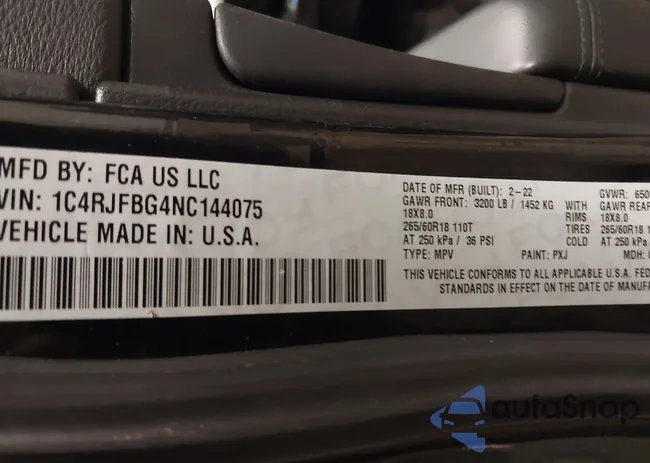 MFD BY: FCA US LLC
VIN: 1C4RJFBG4NC144075
VEHICLE MADE IN: U.S.A.
DATE OF MFR (BUILT): 2-22
GAWR FRONT: 3200 LB / 1452 KG WITH
18X8.0 RIMS
265/60R18 110T TIRES
AT 250 kPa / 36 PSI COLD
TYPE: MPV PAINT: PXJ
GVWR: 650
GAWR REAR
18X8.0
265/60R18
AT 250 kPa
MDH:
THIS VEHICLE CONFORMS TO ALL APPLICABLE U.S.A. FED
STANDARDS IN EFFECT ON THE DATE OF MANUFA
autoSnap